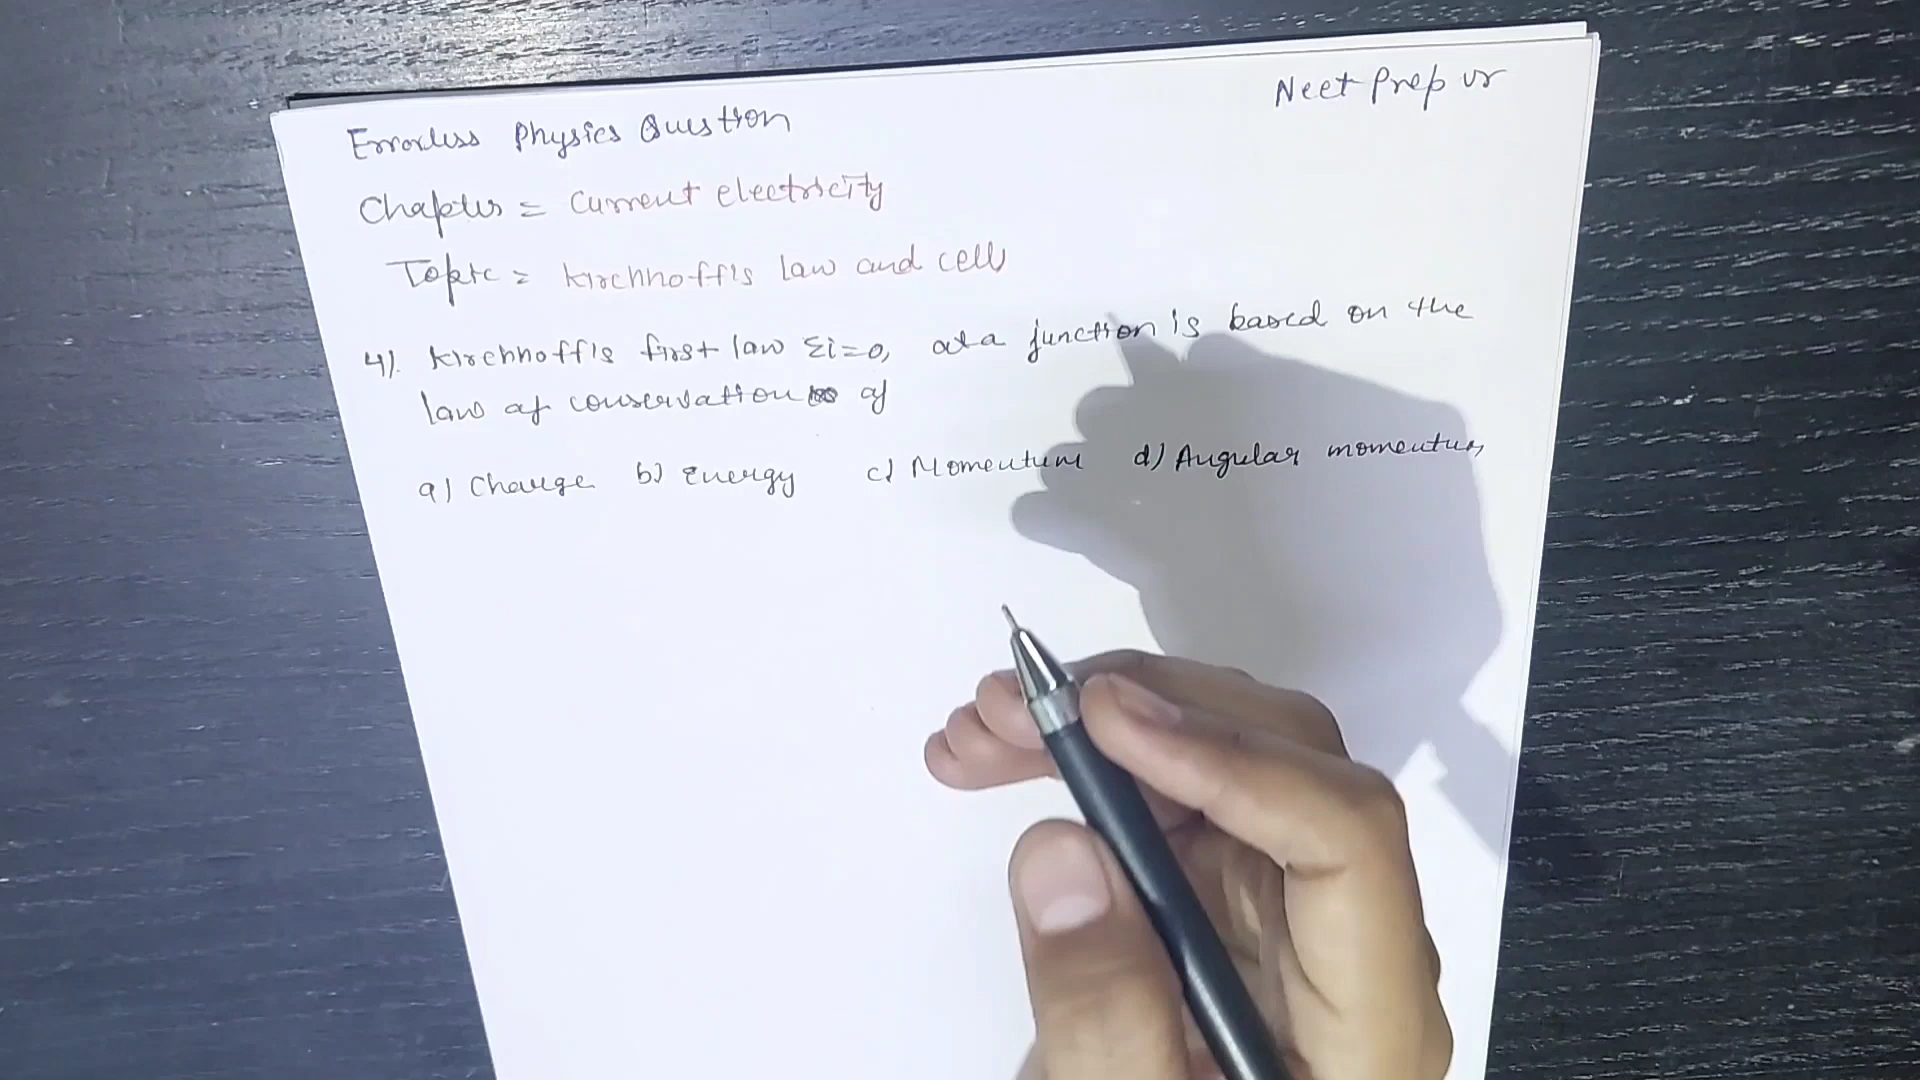 Neet Prep vr
Errorless Physics Question
Chapter = Current electricity
Topic = Kirchhoff's law and cell
4). Kirchhoff's first law Σi=0, at a junction is based on the
law of conservation of
a) Charge b) Energy c) Momentum d) Angular momentum